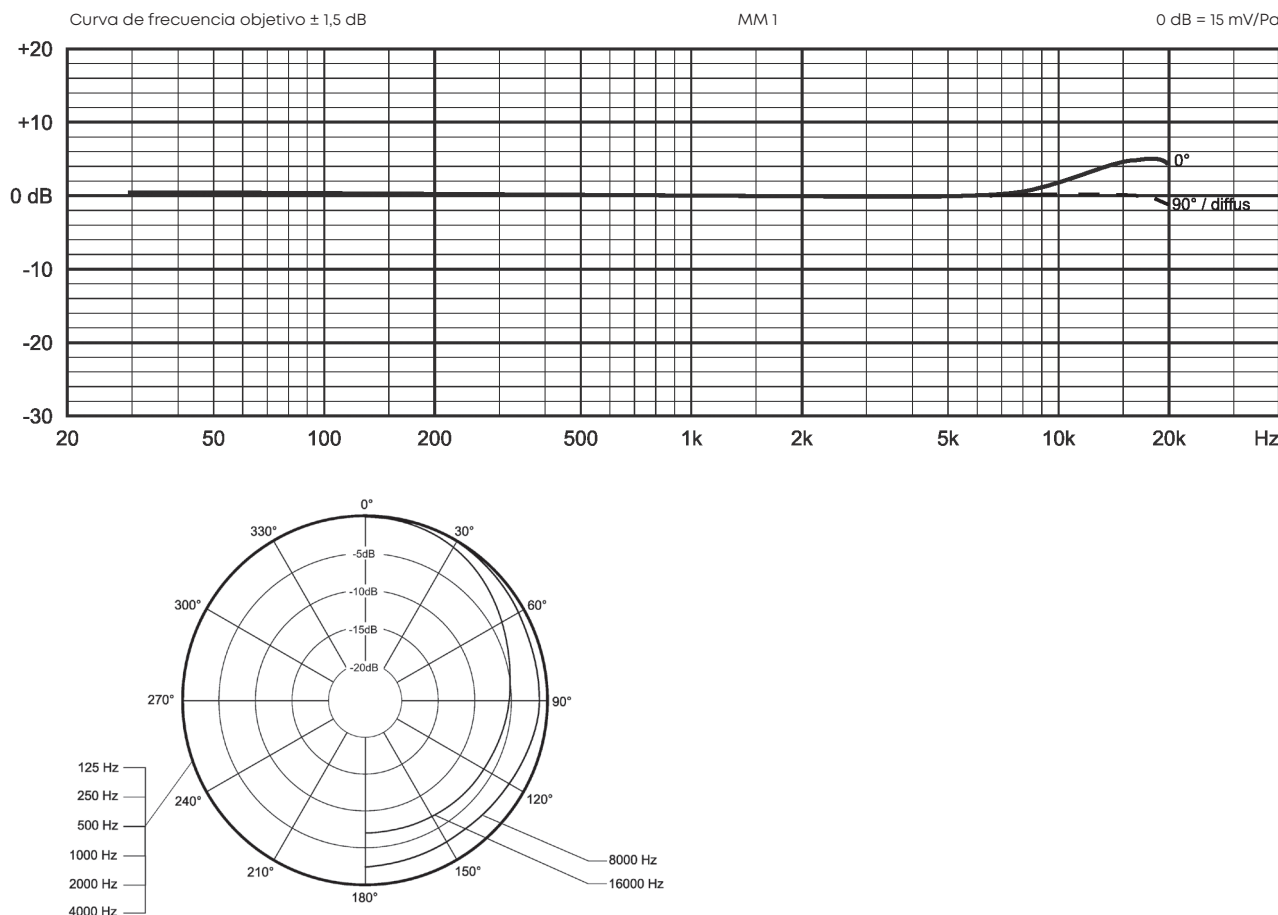 Curva de frecuencia objetivo ± 1,5 dB MM 1 0 dB = 15 mV/Pa
+20
+10
0 dB
-10
-20
-30
0°
90° / diffus
20 50 100 200 500 1k 2k 5k 10k 20k Hz
0°
330° 30°
-5dB
300° -10dB 60°
-15dB
-20dB
270° 90°
125 Hz
250 Hz
240° 120°
500 Hz
1000 Hz
8000 Hz
210° 150°
2000 Hz
16000 Hz
180°
4000 Hz